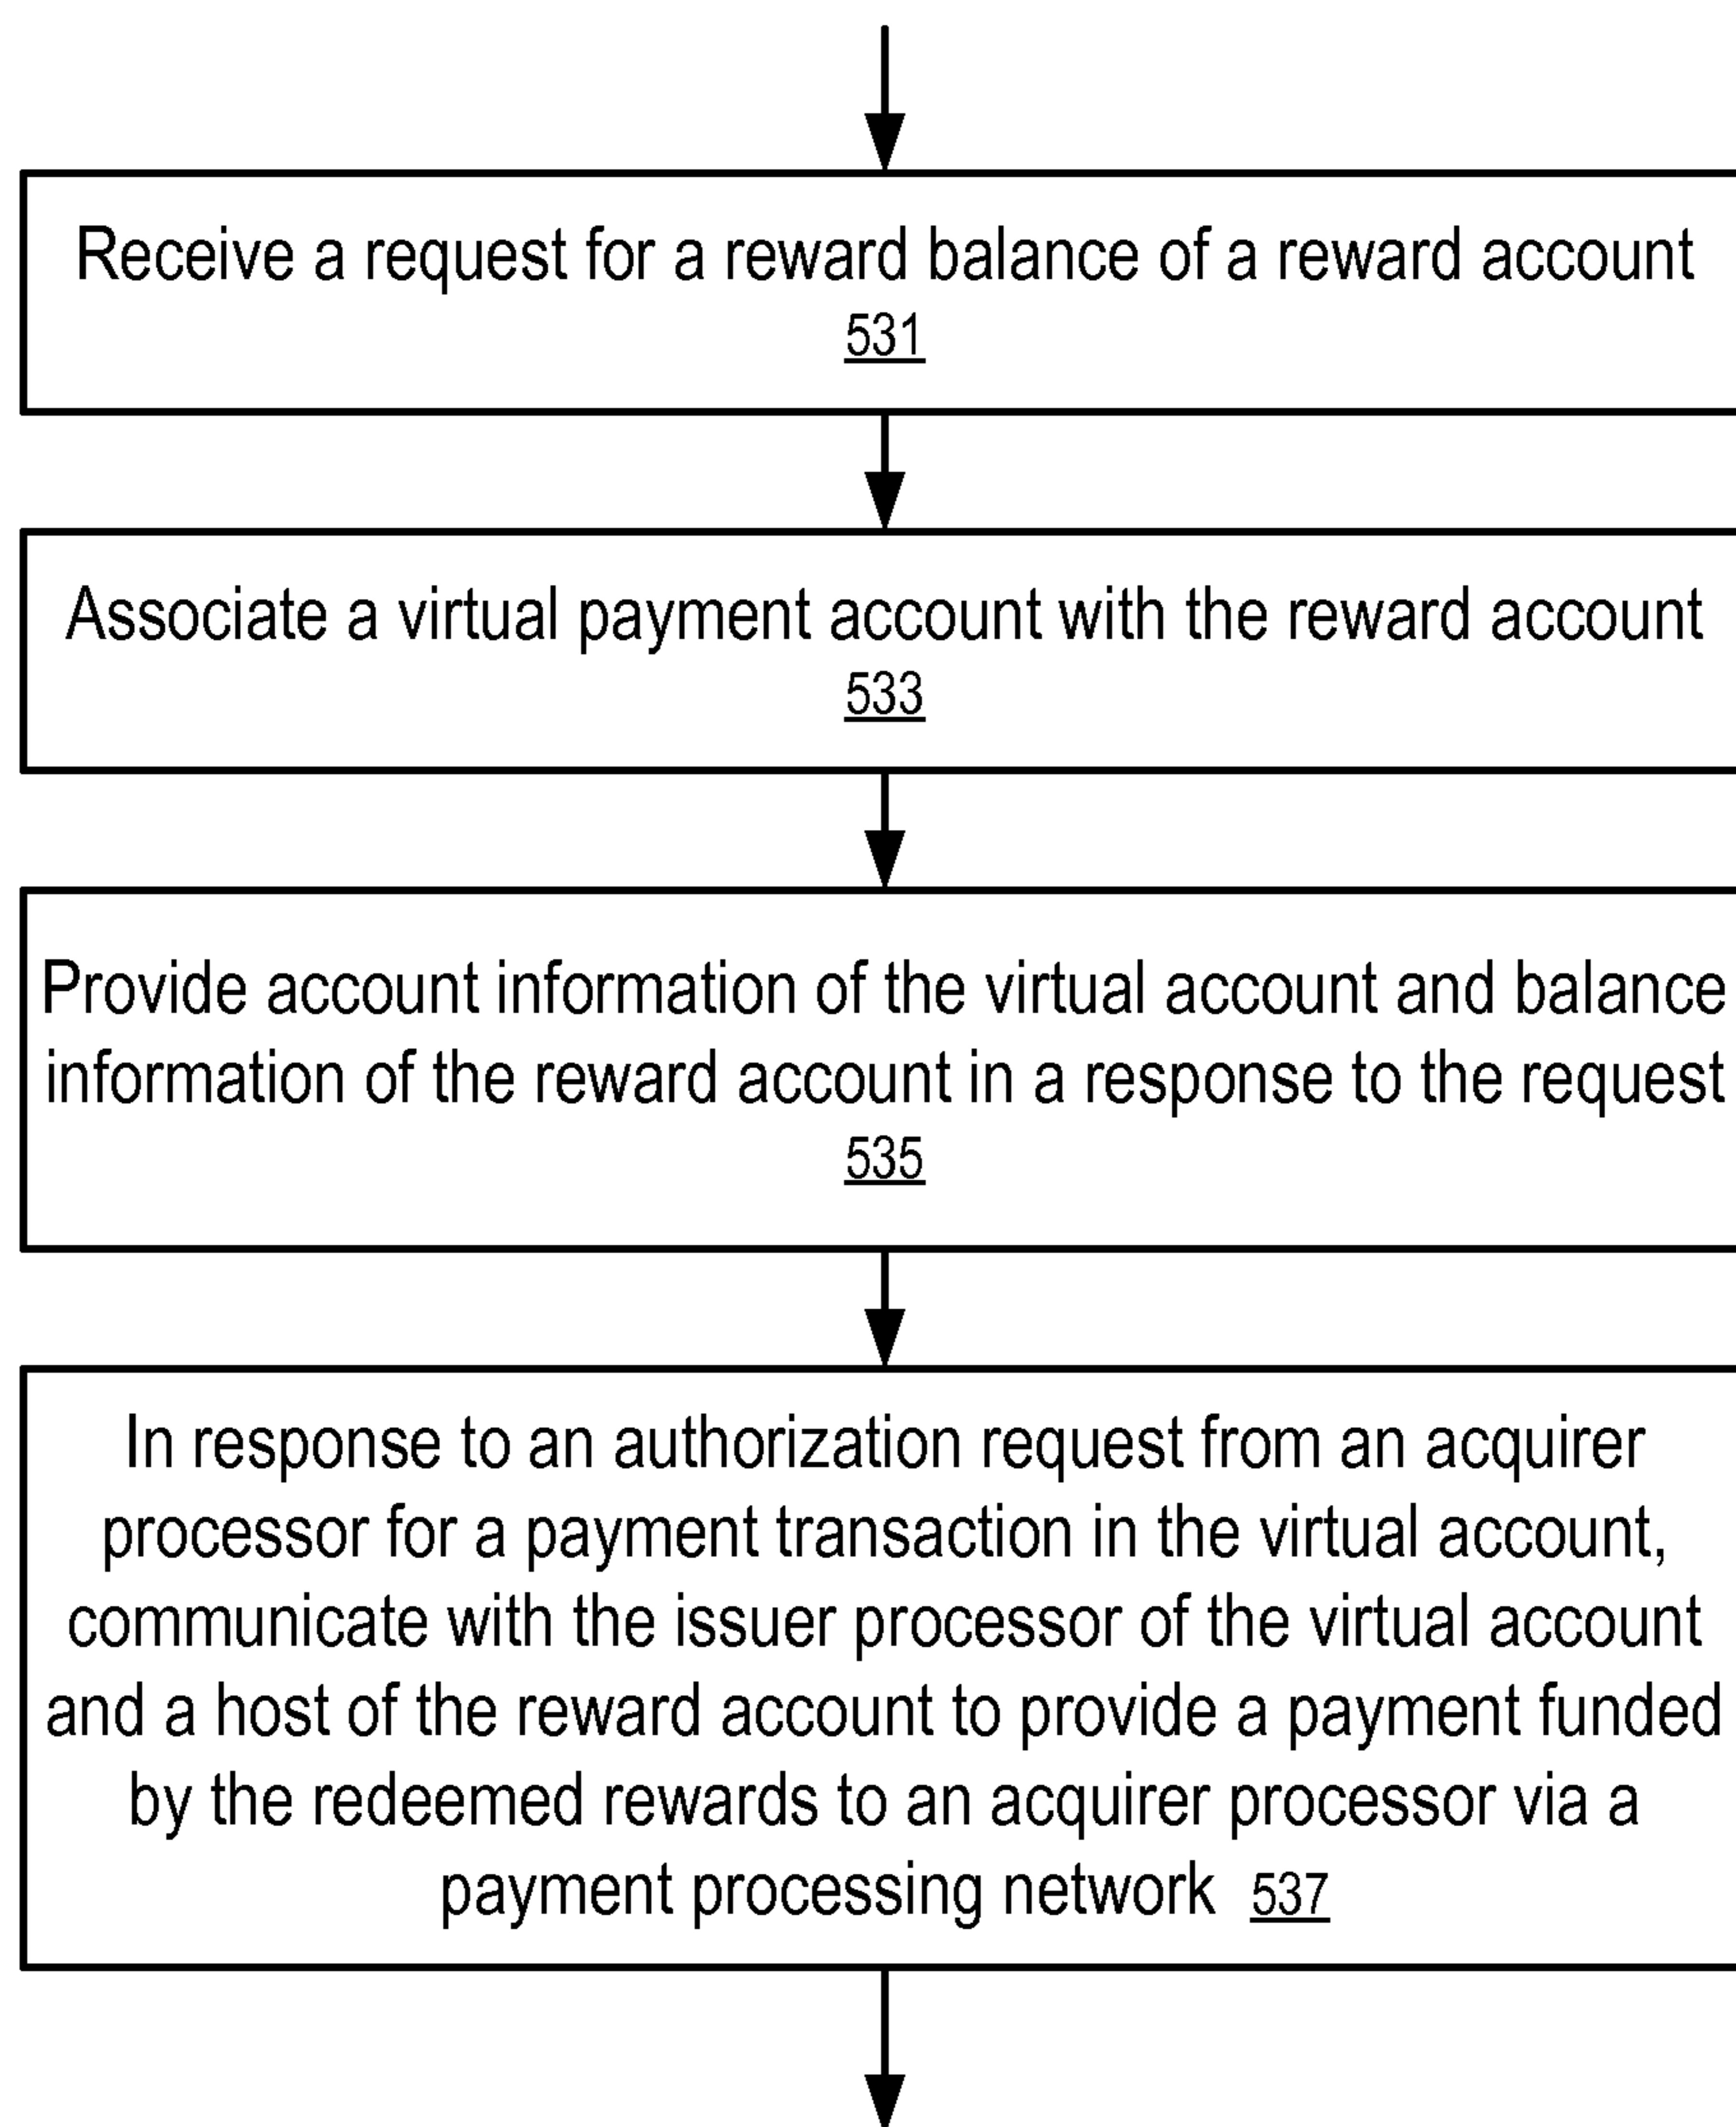 Receive a request for a reward balance of a reward account
531
Associate a virtual payment account with the reward account
533
Provide account information of the virtual account and balance
information of the reward account in a response to the request
535
In response to an authorization request from an acquirer
processor for a payment transaction in the virtual account,
communicate with the issuer processor of the virtual account
and a host of the reward account to provide a payment funded
by the redeemed rewards to an acquirer processor via a
payment processing network 537